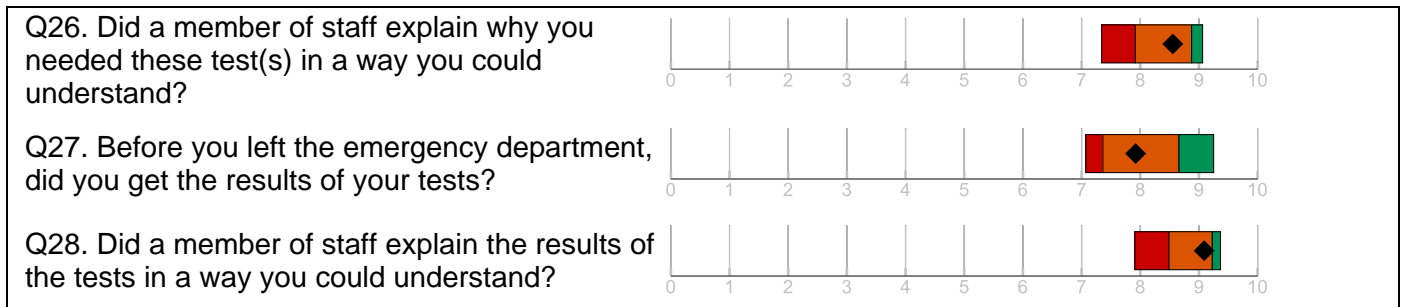 Q26. Did a member of staff explain why you
needed these test(s) in a way you could
understand?
0 1 2 3 4 5 6 7 8 9 10
Q27. Before you left the emergency department,
did you get the results of your tests?
0 1 2 3 4 5 6 7 8 9 10
Q28. Did a member of staff explain the results of
the tests in a way you could understand?
0 1 2 3 4 5 6 7 8 9 10